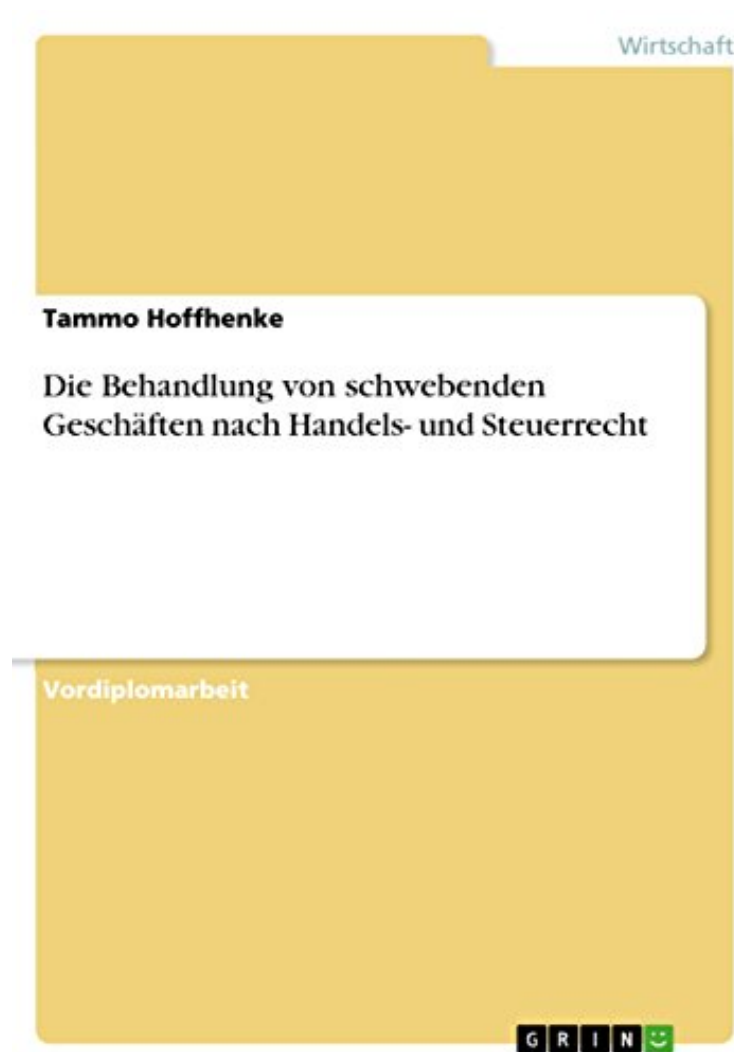 Wirtschaft
Tammo Hoffhenke
Die Behandlung von schwebenden
Geschäften nach Handels- und Steuerrecht
Vordiplomarbeit
GRIN